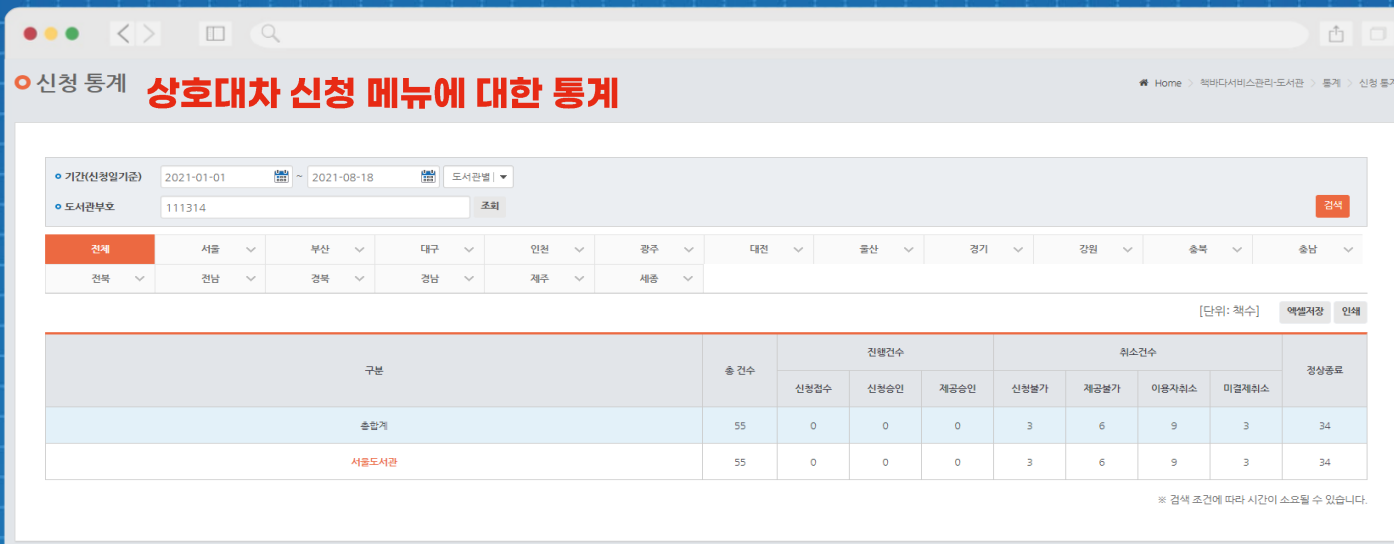 신청 통계
상호대차 신청 메뉴에 대한 통계
Home > 책바다서비스관리-도서관 > 통계 > 신청 통계
기간(신청일기준) 2021-01-01 ~ 2021-08-18 도서관별
도서관부호 111314 조회 검색
전체 서울 부산 대구 인천 광주 대전 울산 경기 강원 충북 충남
전북 전남 경북 경남 제주 세종
[단위: 책수] 엑셀저장 인쇄
구분 총 건수 진행건수 취소건수 정상종료
신청접수 신청승인 제공승인 신청불가 제공불가 이용자취소 미결제취소
총합계 55 0 0 0 3 6 9 3 34
서울도서관 55 0 0 0 3 6 9 3 34
※ 검색 조건에 따라 시간이 소요될 수 있습니다.